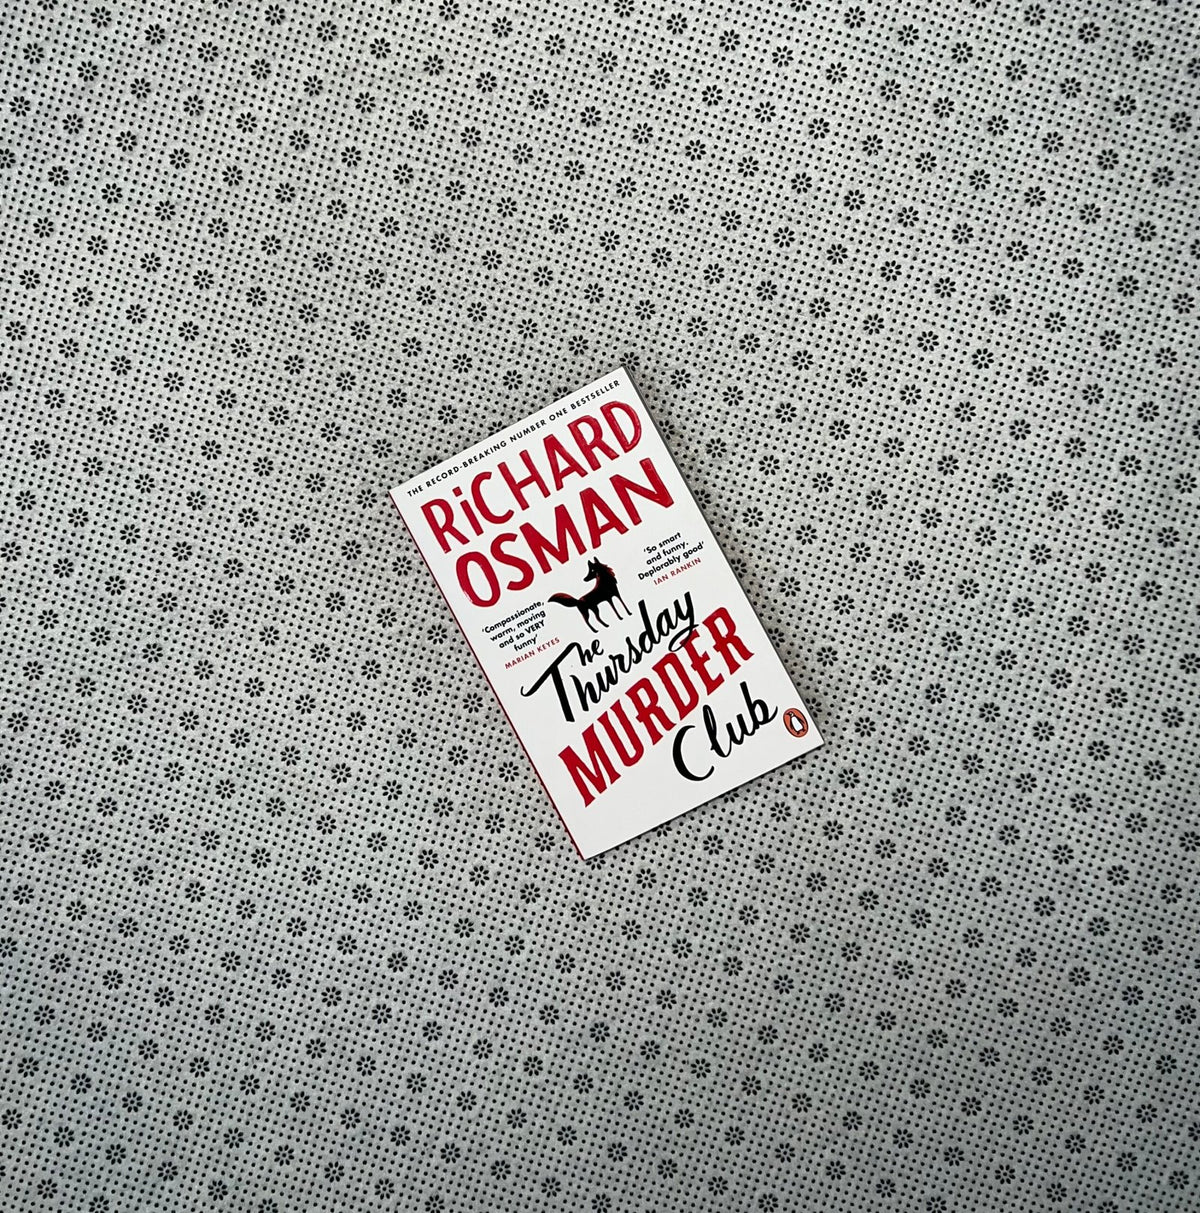 THE RECORD-BREAKING NUMBER ONE BESTSELLER
RiCHARD
OSMAN
'So smart
and funny.
Deplorably good'
IAN RANKIN
'Compassionate,
warm, moving
and so VERY
funny'
MARIAN KEYES
The
Thursday
MURDER
Club